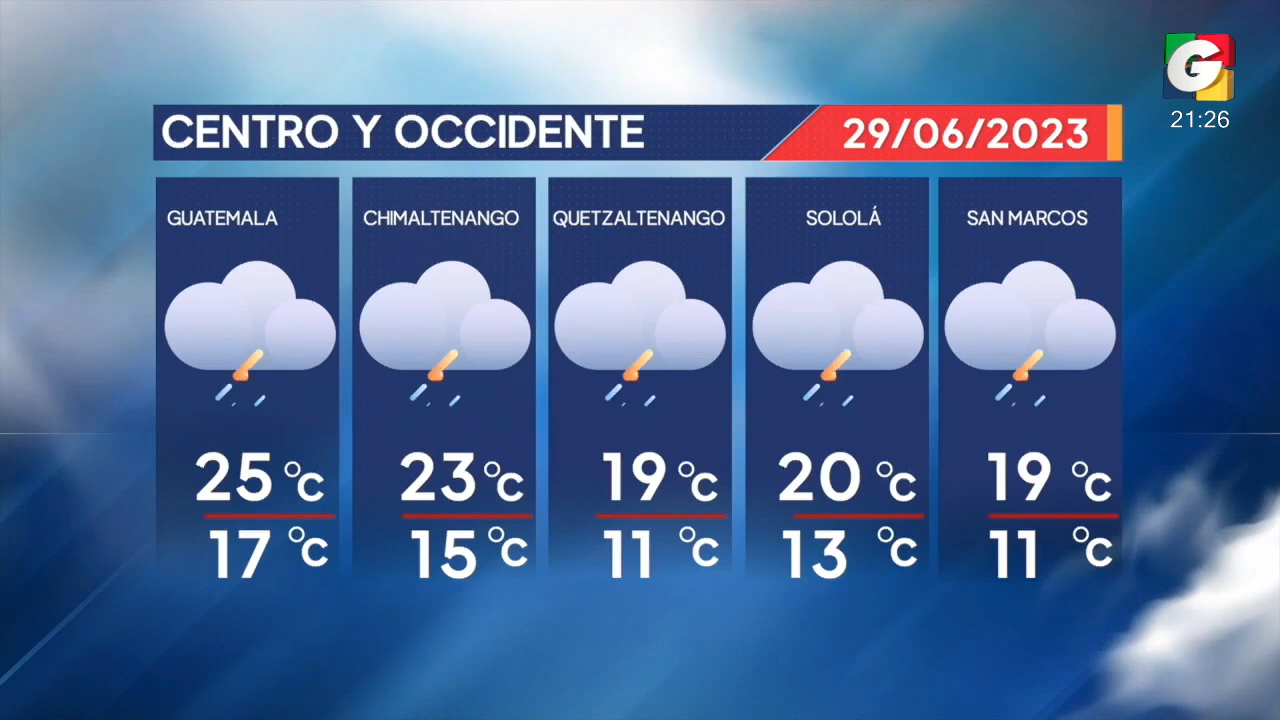 G
21:26
CENTRO Y OCCIDENTE 29/06/2023
GUATEMALA CHIMALTENANGO QUETZALTENANGO SOLOLÁ SAN MARCOS
25 °C 23 °C 19 °C 20 °C 19 °C
17 °C 15 °C 11 °C 13 °C 11 °C